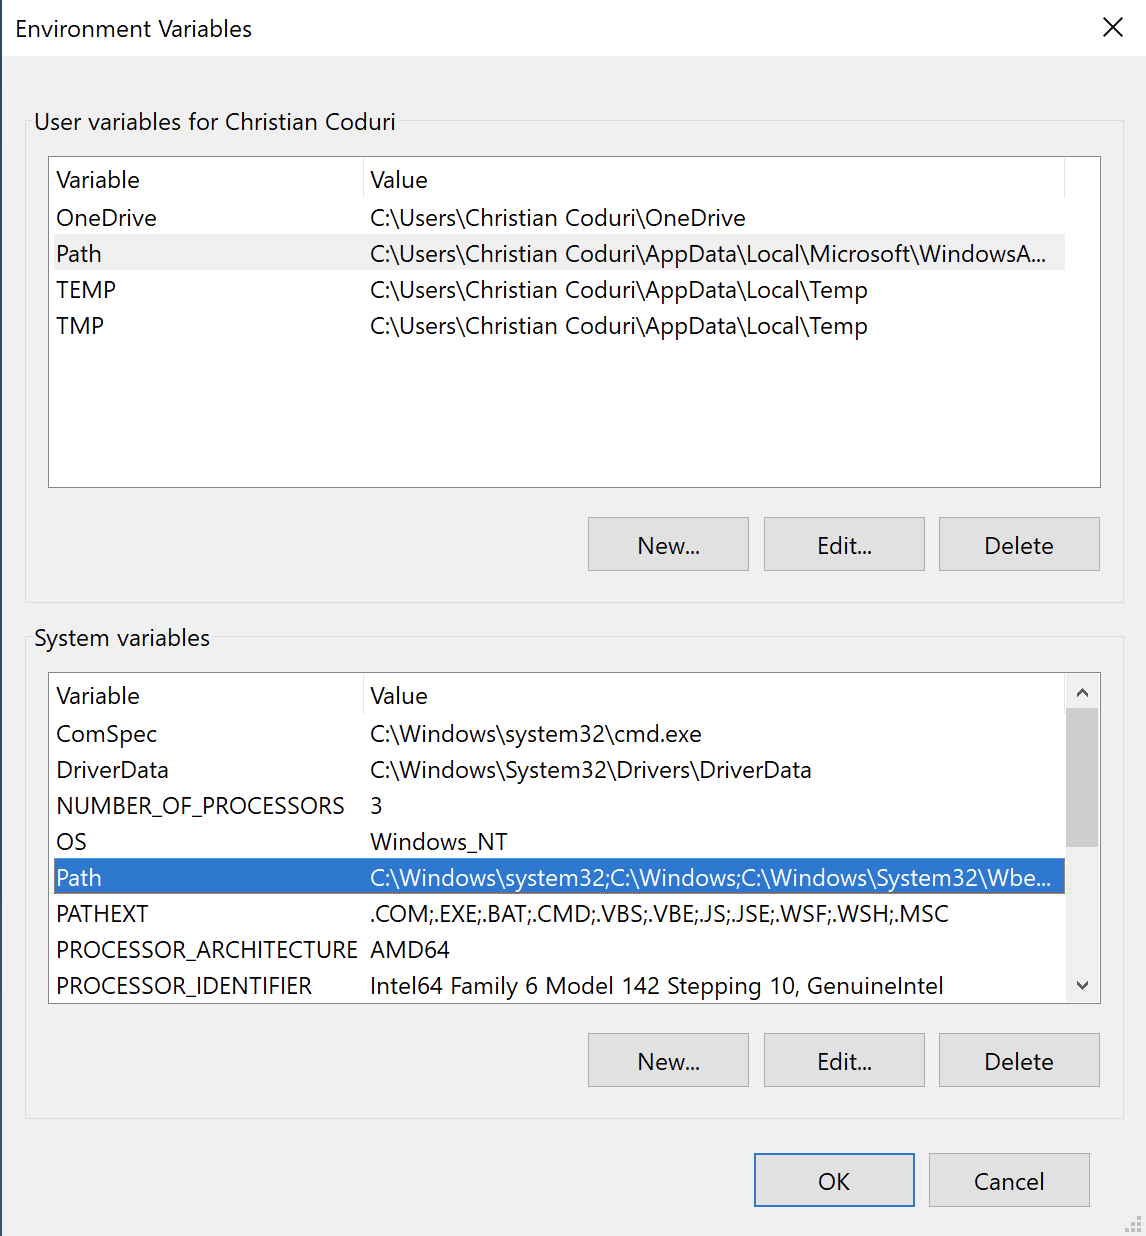 Environment Variables
User variables for Christian Coduri
Variable Value
OneDrive C:\Users\Christian Coduri\OneDrive
Path C:\Users\Christian Coduri\AppData\Local\Microsoft\WindowsA...
TEMP C:\Users\Christian Coduri\AppData\Local\Temp
TMP C:\Users\Christian Coduri\AppData\Local\Temp
New... Edit... Delete
System variables
Variable Value
ComSpec C:\Windows\system32\cmd.exe
DriverData C:\Windows\System32\Drivers\DriverData
NUMBER_OF_PROCESSORS 3
OS Windows_NT
Path C:\Windows\system32;C:\Windows;C:\Windows\System32\Wbe...
PATHEXT .COM;.EXE;.BAT;.CMD;.VBS;.VBE;.JS;.JSE;.WSF;.WSH;.MSC
PROCESSOR_ARCHITECTURE AMD64
PROCESSOR_IDENTIFIER Intel64 Family 6 Model 142 Stepping 10, GenuineIntel
New... Edit... Delete
OK Cancel